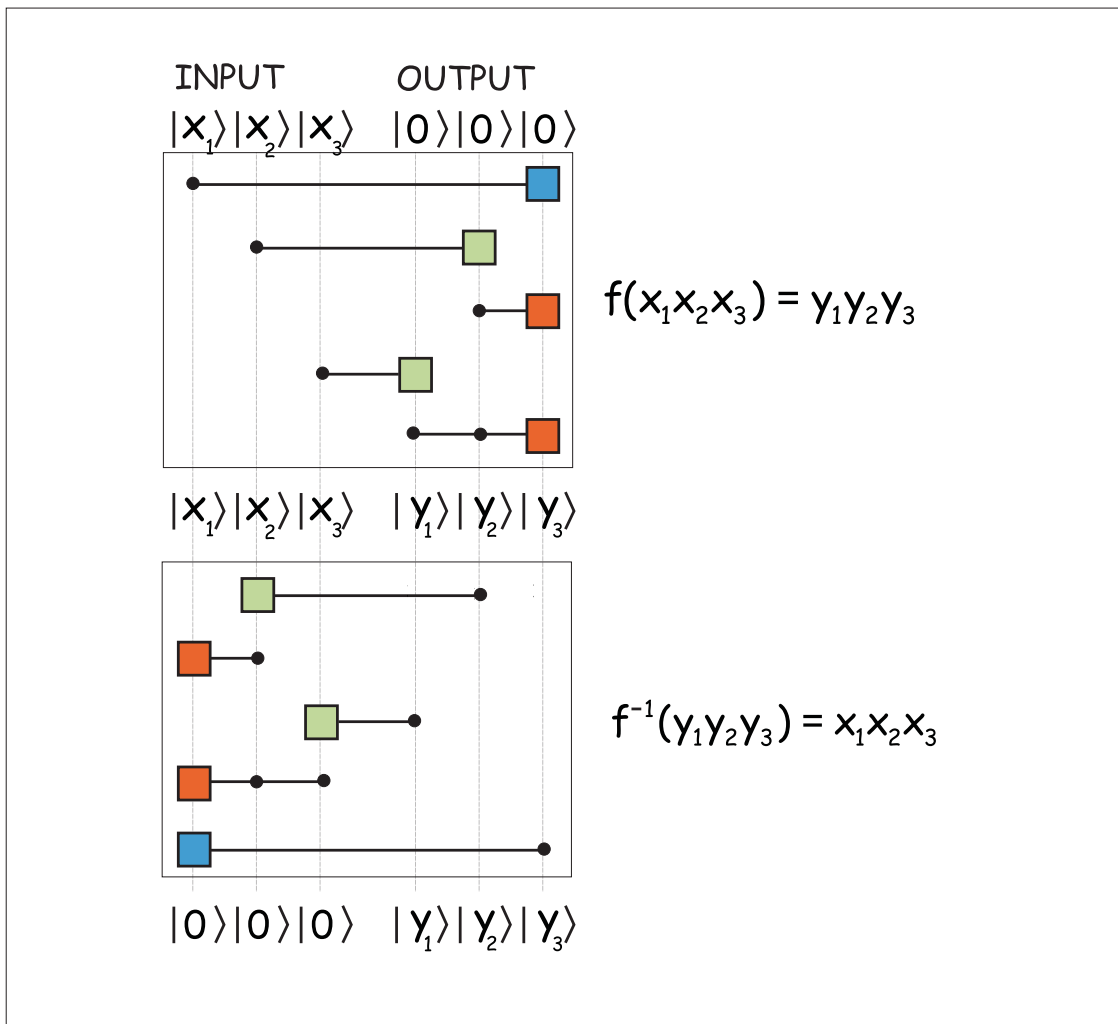 INPUT OUTPUT
|x₁⟩|x₂⟩|x₃⟩ |0⟩|0⟩|0⟩
f(x₁x₂x₃) = y₁y₂y₃
|x₁⟩|x₂⟩|x₃⟩ |y₁⟩|y₂⟩|y₃⟩
f⁻¹(y₁y₂y₃) = x₁x₂x₃
|0⟩|0⟩|0⟩ |y₁⟩|y₂⟩|y₃⟩